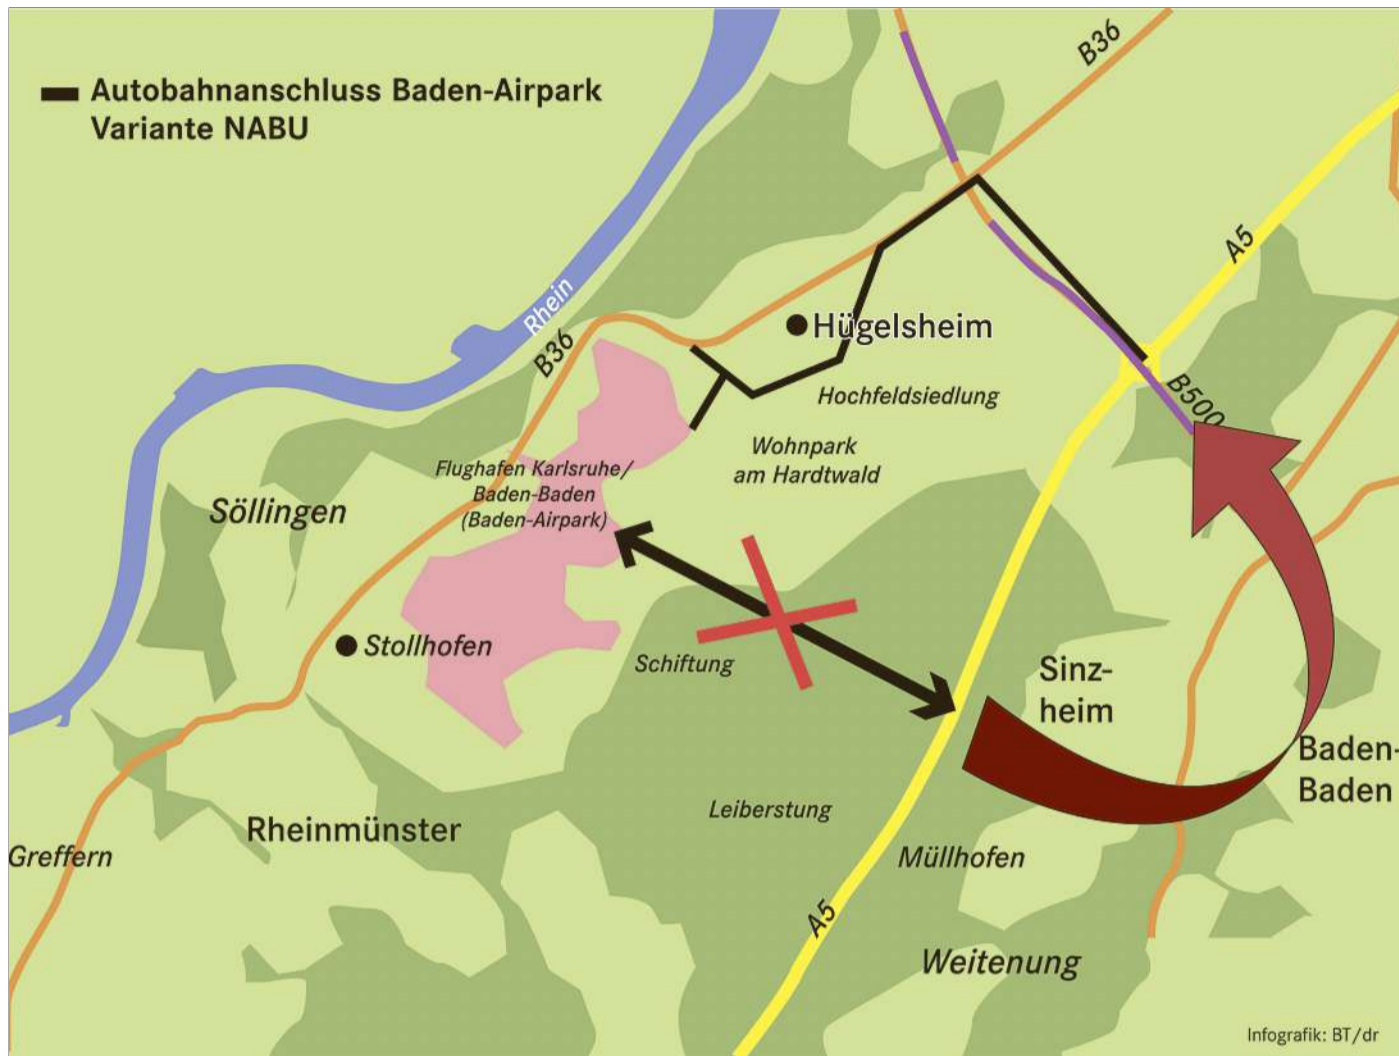 Autobahnanschluss Baden-Airpark
Variante NABU
B36
A5
Rhein
B36
Hügelsheim
B500
Hochfeldsiedlung
Wohnpark
am Hardtwald
Flughafen Karlsruhe/
Baden-Baden
(Baden-Airpark)
Söllingen
Stollhofen
Schiftung
Sinz-
heim
Baden-
Baden
Leiberstung
Rheinmünster
Greffern
Müllhofen
A5
Weitenung
Infografik: BT/dr